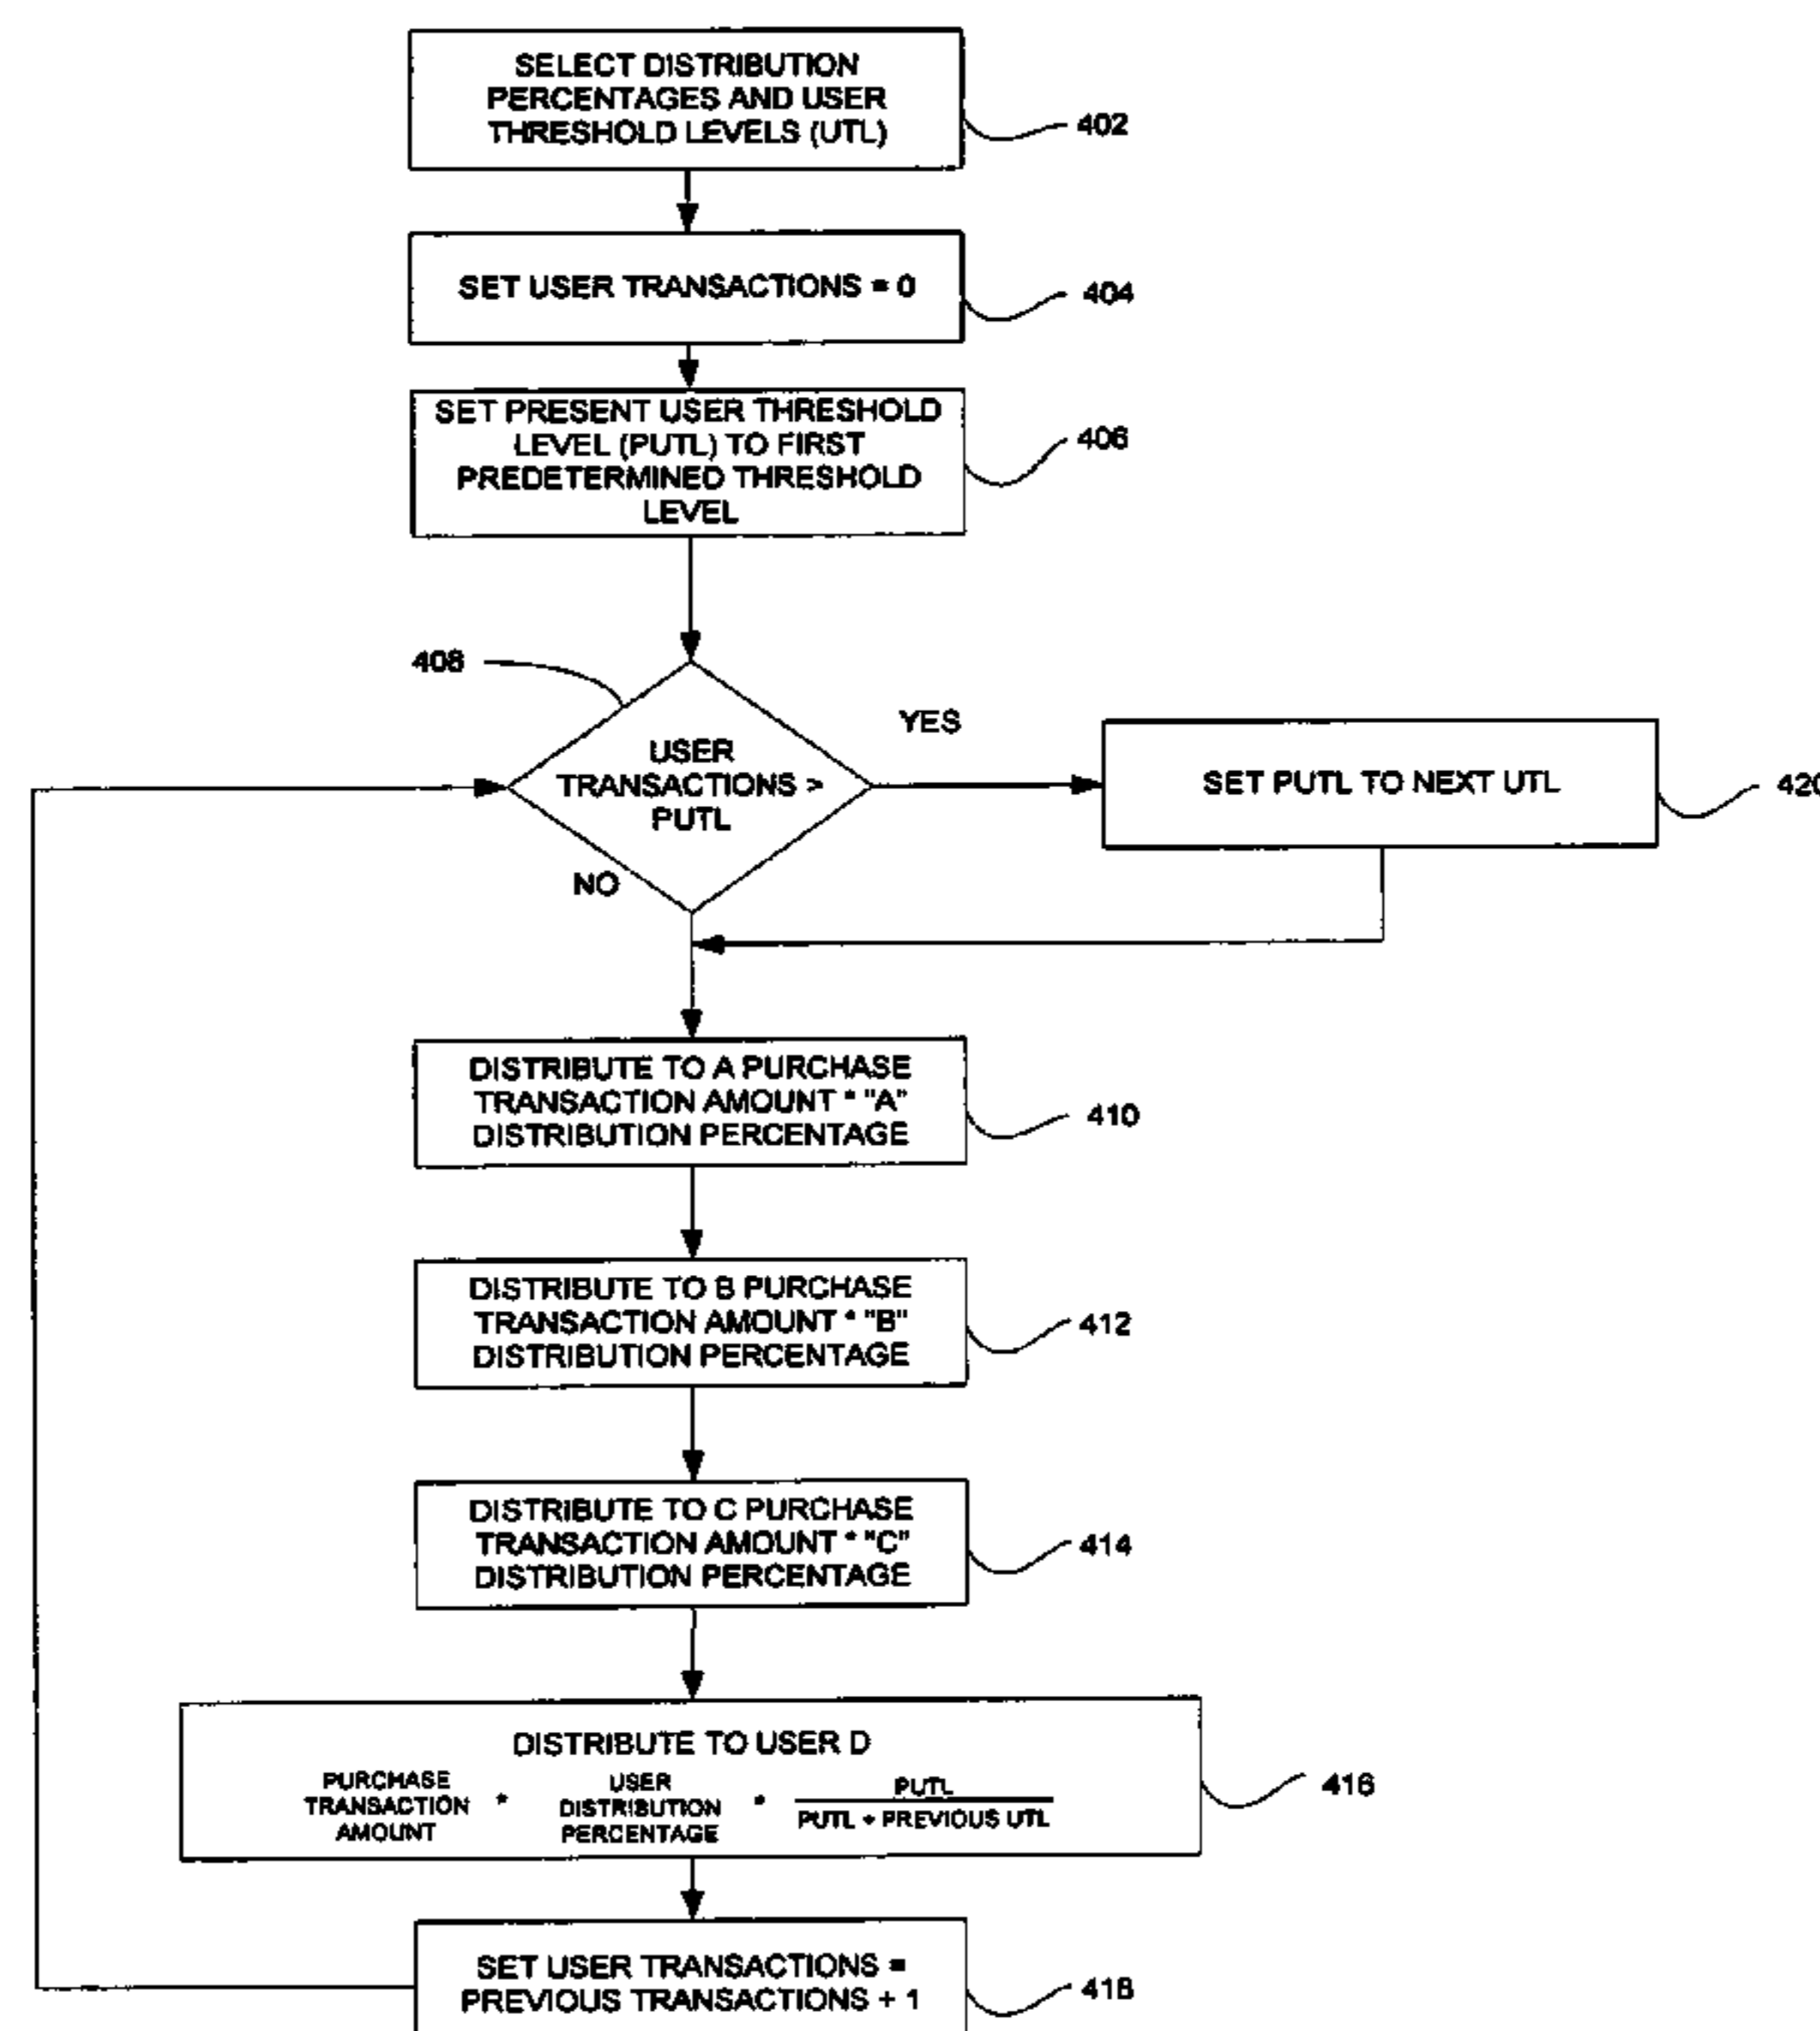 SELECT DISTRIBUTION
PERCENTAGES AND USER
THRESHOLD LEVELS (UTL)
402
SET USER TRANSACTIONS = 0
404
SET PRESENT USER THRESHOLD
LEVEL (PUTL) TO FIRST
PREDETERMINED THRESHOLD
LEVEL
406
408
USER
TRANSACTIONS >
PUTL
YES
NO
SET PUTL TO NEXT UTL
420
DISTRIBUTE TO A PURCHASE
TRANSACTION AMOUNT * "A"
DISTRIBUTION PERCENTAGE
410
DISTRIBUTE TO B PURCHASE
TRANSACTION AMOUNT * "B"
DISTRIBUTION PERCENTAGE
412
DISTRIBUTE TO C PURCHASE
TRANSACTION AMOUNT * "C"
DISTRIBUTION PERCENTAGE
414
DISTRIBUTE TO USER D
PURCHASE
TRANSACTION
AMOUNT
*
USER
DISTRIBUTION
PERCENTAGE
*
PUTL
PUTL + PREVIOUS UTL
416
SET USER TRANSACTIONS =
PREVIOUS TRANSACTIONS + 1
418